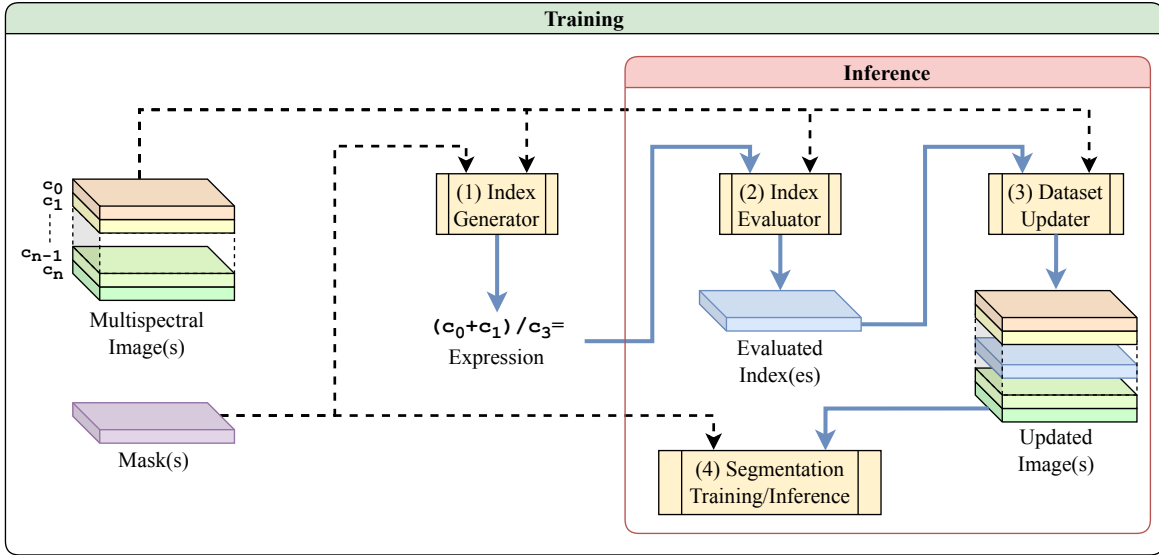 Training
Inference
c0
c1
cn-1
cn
Multispectral
Image(s)
Mask(s)
(1) Index
Generator
(c0+c1)/c3=
Expression
(2) Index
Evaluator
Evaluated
Index(es)
(3) Dataset
Updater
Updated
Image(s)
(4) Segmentation
Training/Inference